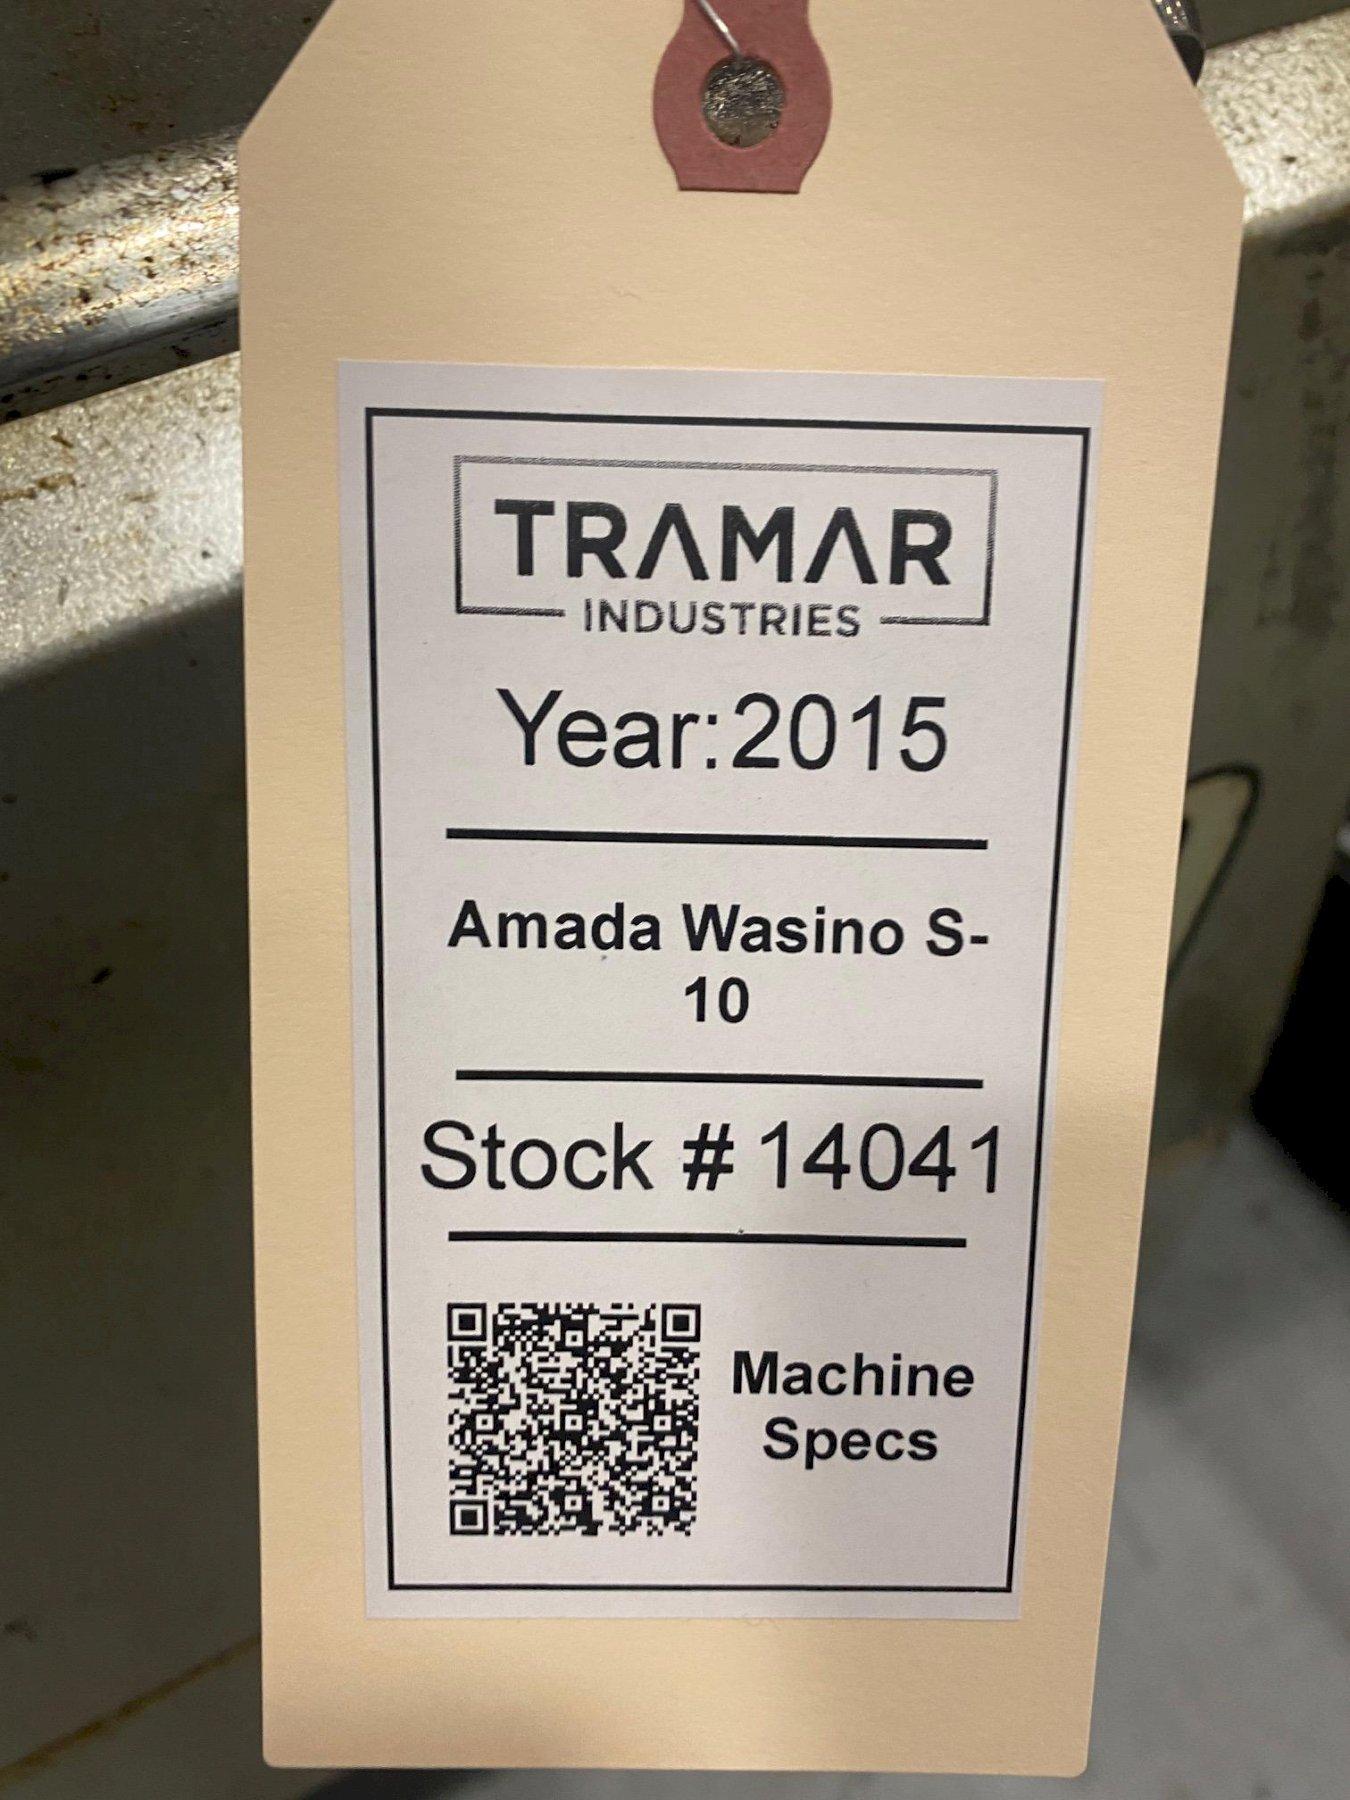 TRAMAR
INDUSTRIES
Year:2015
Amada Wasino S-
10
Stock # 14041
Machine
Specs